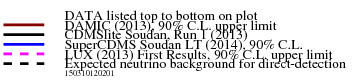 DATA listed top to bottom on plot
DAMIC (2013), 90% C.L. upper limit
CDMSlite Soudan, Run 1 (2013)
SuperCDMS Soudan LT (2014), 90% C.L.
LUX (2013) First Results, 90% C.L. upper limit
Expected neutrino background for direct-detection
150310120201